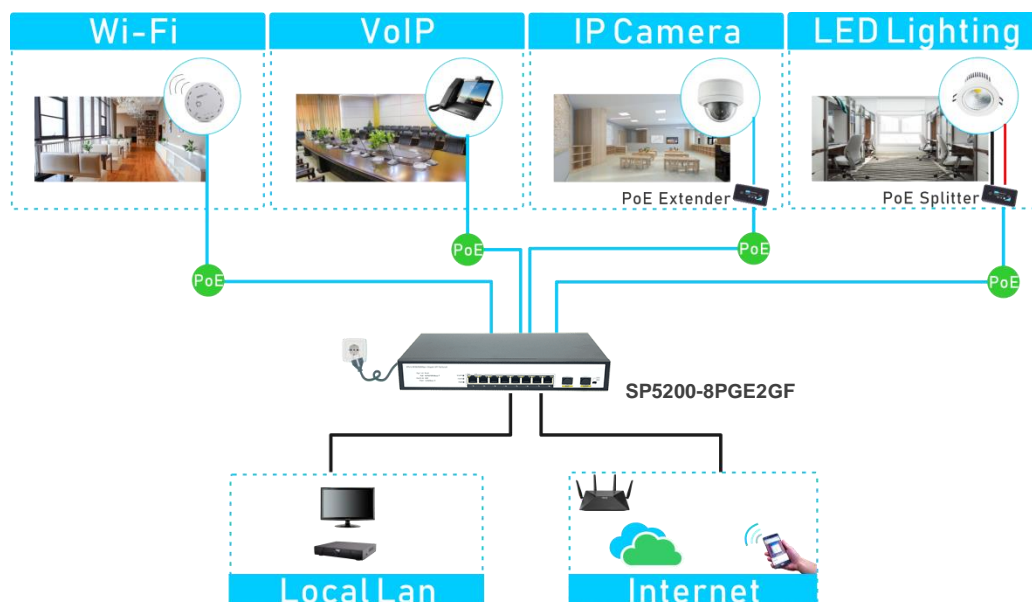 Wi-Fi
VoIP
IP Camera
LED Lighting
PoE Extender
PoE Splitter
PoE
PoE
PoE
PoE
SP5200-8PGE2GF
Local Lan
Internet